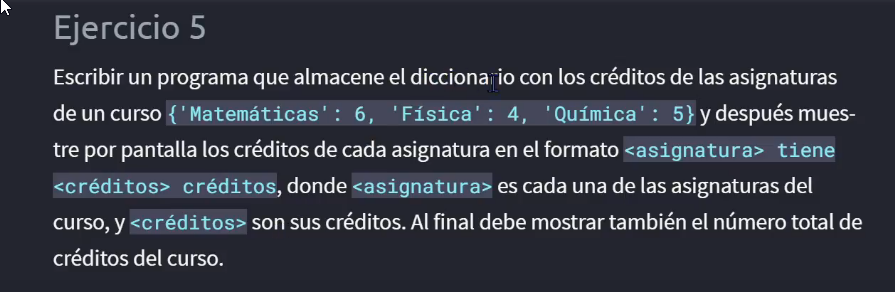 Ejercicio 5
Escribir un programa que almacene el diccionario con los créditos de las asignaturas
de un curso {'Matemáticas': 6, 'Física': 4, 'Química': 5} y después mues-
tre por pantalla los créditos de cada asignatura en el formato <asignatura> tiene
<créditos> créditos, donde <asignatura> es cada una de las asignaturas del
curso, y <créditos> son sus créditos. Al final debe mostrar también el número total de
créditos del curso.